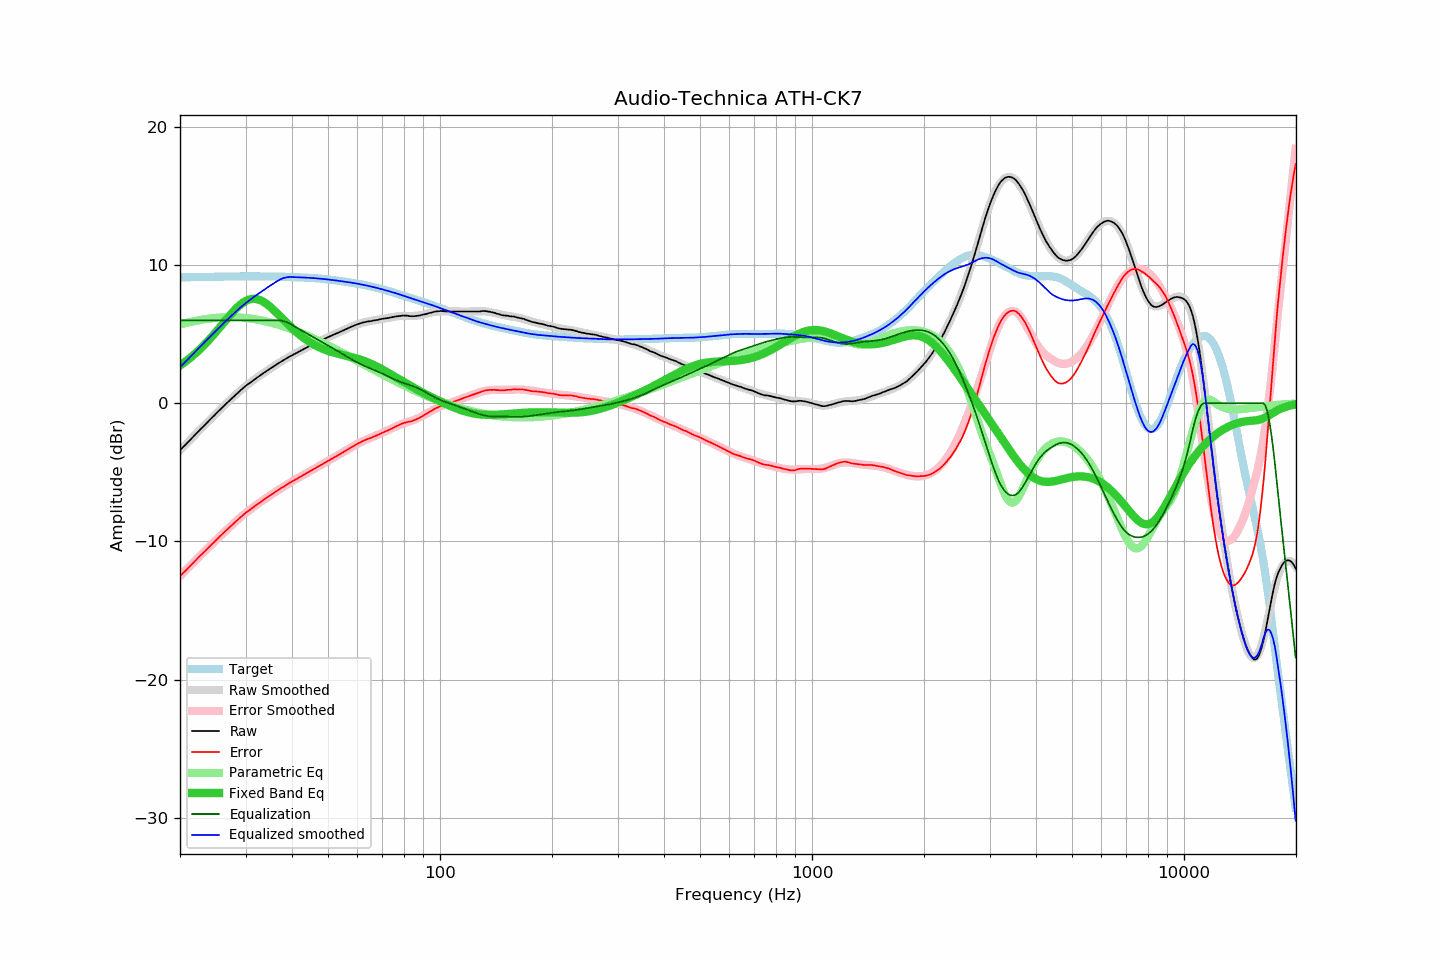 Audio-Technica ATH-CK7
20
10
0
−10
−20
−30
Amplitude (dBr)
Target
Raw Smoothed
Error Smoothed
Raw
Error
Parametric Eq
Fixed Band Eq
Equalization
Equalized smoothed
100
1000
10000
Frequency (Hz)